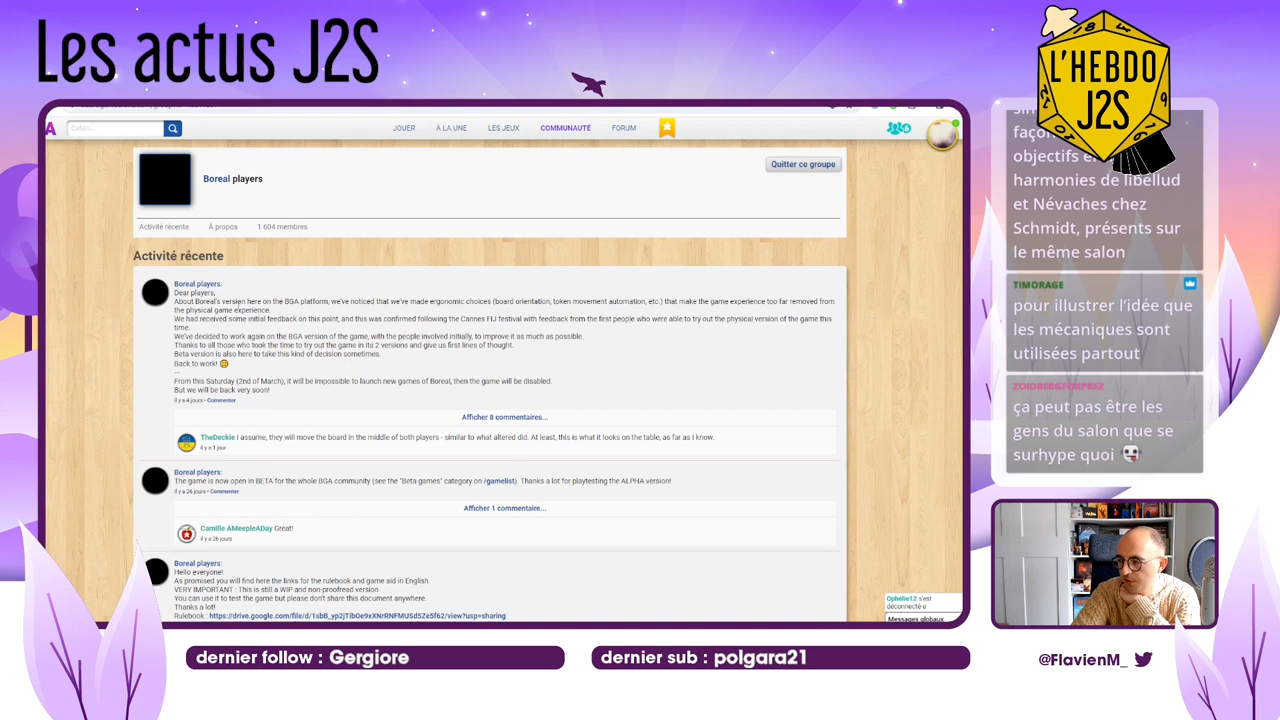 Les actus J2S
L'HEBDO
J2S
Catan...
JOUER
À LA UNE
LES JEUX
COMMUNAUTÉ
FORUM
Boreal players
Quitter ce groupe
Activité récente
À propos
1 604 membres
Activité récente
Boreal players:
Dear players,
About Boreal's version here on the BGA platform, we've noticed that we've made ergonomic choices (board orientation, token movement automation, etc.) that make the game experience too far removed from
the physical game experience.
We had received some initial feedback on this point, and this was confirmed following the Cannes FIJ festival with feedback from the first people who were able to try out the physical version of the game this
time.
We've decided to work again on the BGA version of the game, with the people involved initially, to improve it as much as possible.
Thanks to all those who took the time to try out the game in its 2 versions and give us first lines of thought.
Beta version is also here to take this kind of decision sometimes.
Back to work!
---
From this Saturday (2nd of March), it will be impossible to launch new games of Boreal, then the game will be disabled.
But we will be back very soon!
il y a 4 jours • Commenter
Afficher 8 commentaires...
TheDeckie I assume, they will move the board in the middle of both players - similar to what altered did. At least, this is what it looks on the table, as far as I know.
il y a 1 jour
Boreal players:
The game is now open in BETA for the whole BGA community (see the "Beta games" category on /gamelist). Thanks a lot for playtesting the ALPHA version!
il y a 26 jours • Commenter
Afficher 1 commentaire...
Camille AMeepleADay Great!
il y a 26 jours
Boreal players:
Hello everyone!
As promised you will find here the links for the rulebook and game aid in English
VERY IMPORTANT : This is still a WIP and non-proofread version
You can use it to test the game but please don't share this document anywhere.
Thanks a lot!
Rulebook : https://drive.google.com/file/d/1sbB_yp2jTibOe9xXNrRNFMUSd5Ze5f62/view?usp=sharing
Ophélie12 s'est
déconnecté·e
Messages globaux
objectifs
harmonies de libellud
et Névaches chez
Schmidt, présents sur
le même salon
TIMORAGE
pour illustrer l'idée que
les mécaniques sont
utilisées partout
ZOIDBERGFORPREZ
ça peut pas être les
gens du salon que se
surhype quoi
dernier follow : Gergiore
dernier sub : polgara21
@FlavienM_